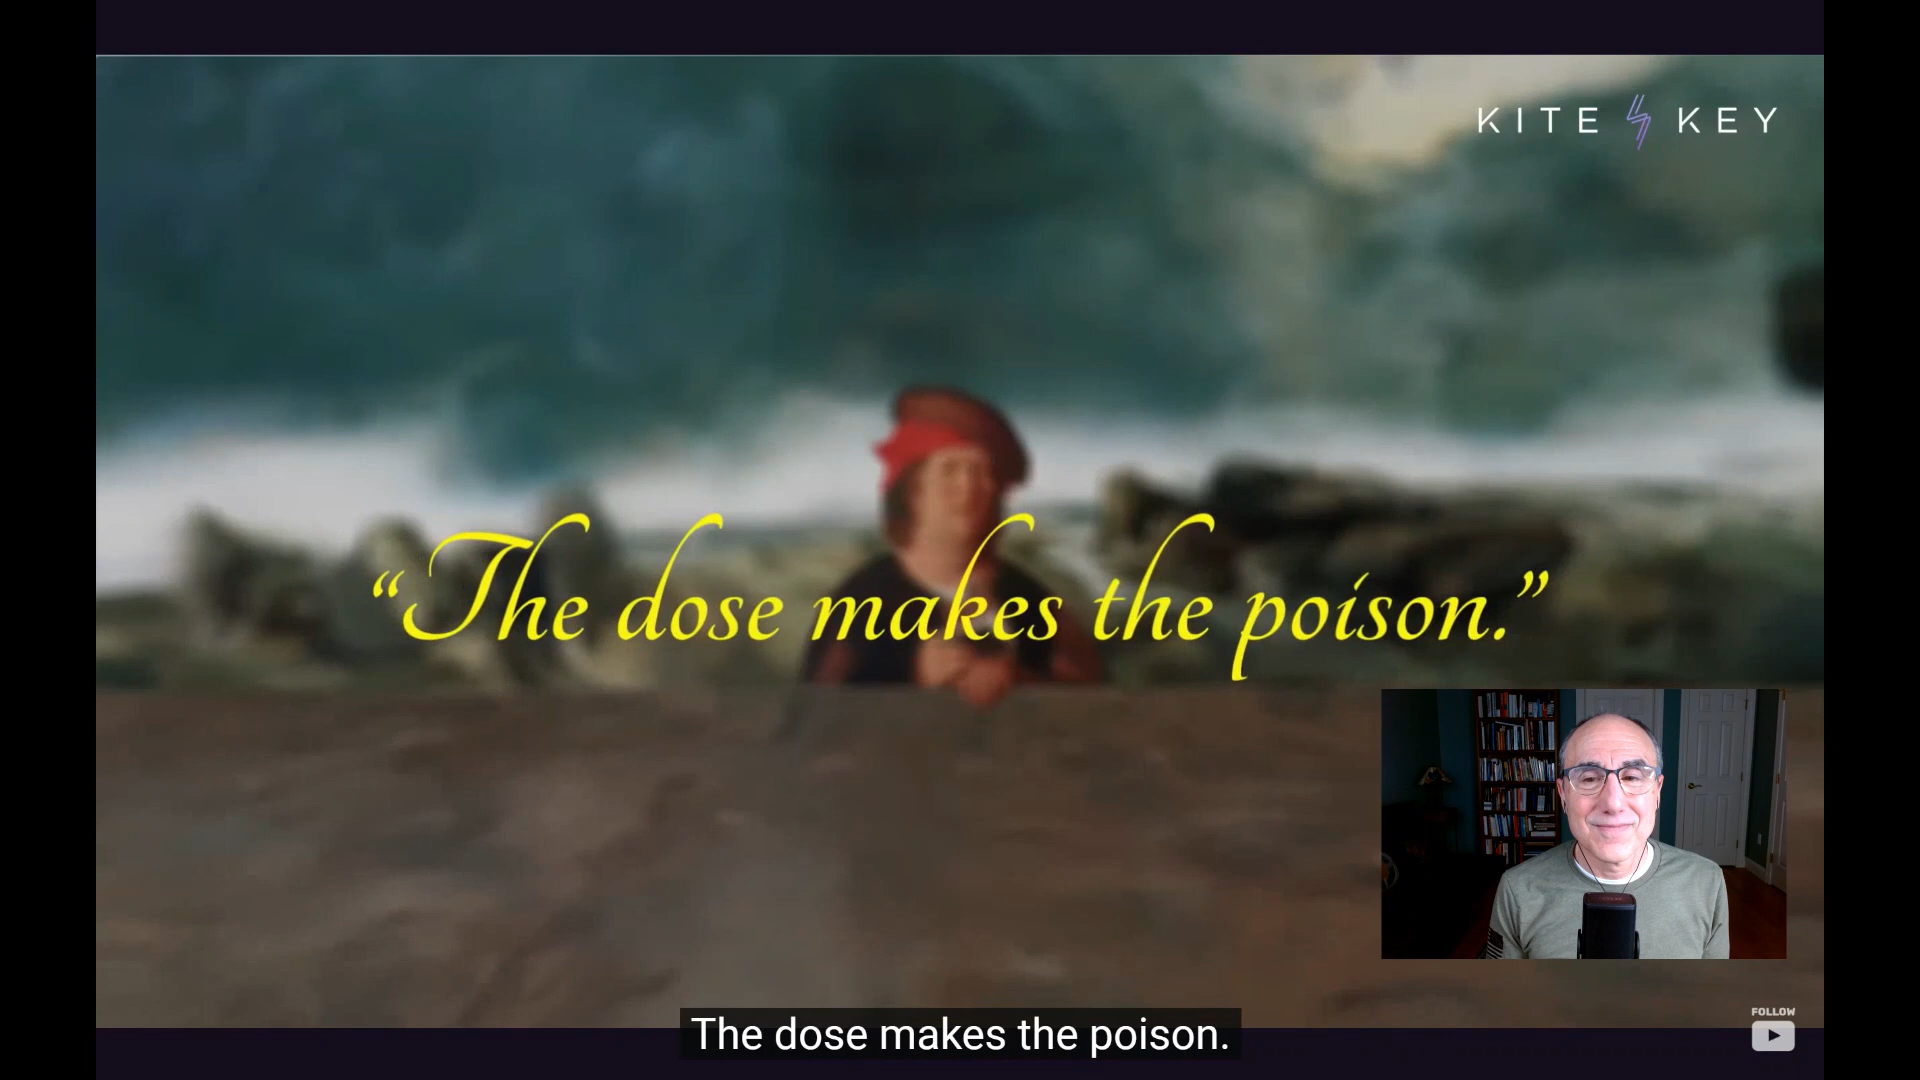 KITE KEY
“The dose makes the poison.”
FOLLOW
The dose makes the poison.